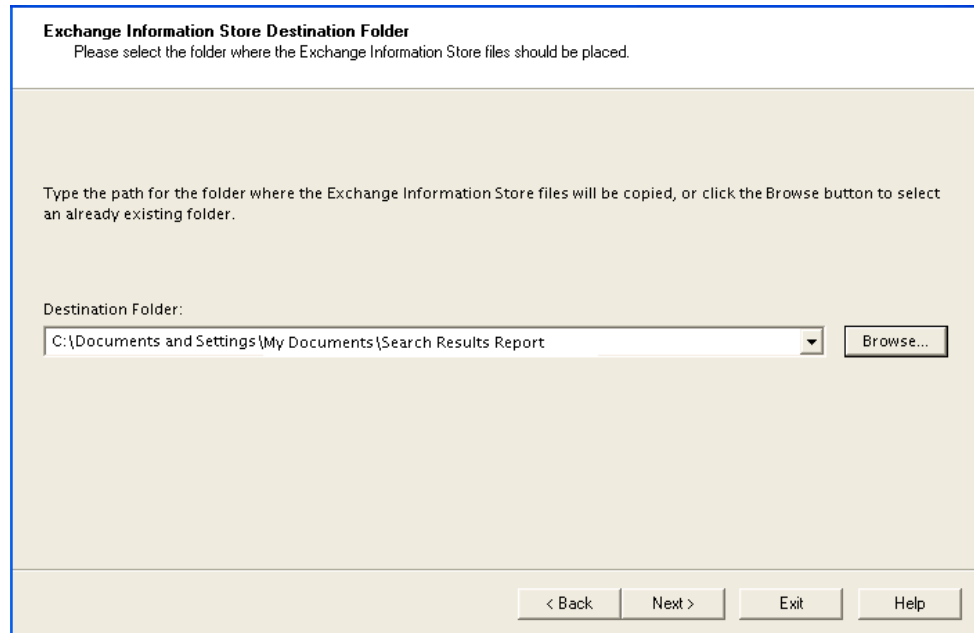 Exchange Information Store Destination Folder
Please select the folder where the Exchange Information Store files should be placed.
Type the path for the folder where the Exchange Information Store files will be copied, or click the Browse button to select
an already existing folder.
Destination Folder:
C:\Documents and Settings\My Documents\Search Results Report
Browse...
< Back
Next >
Exit
Help